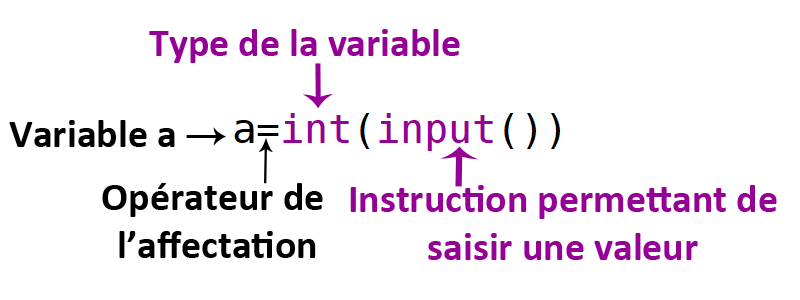 Type de la variable
Variable a → a=int(input())
Opérateur de
l'affectation
Instruction permettant de
saisir une valeur